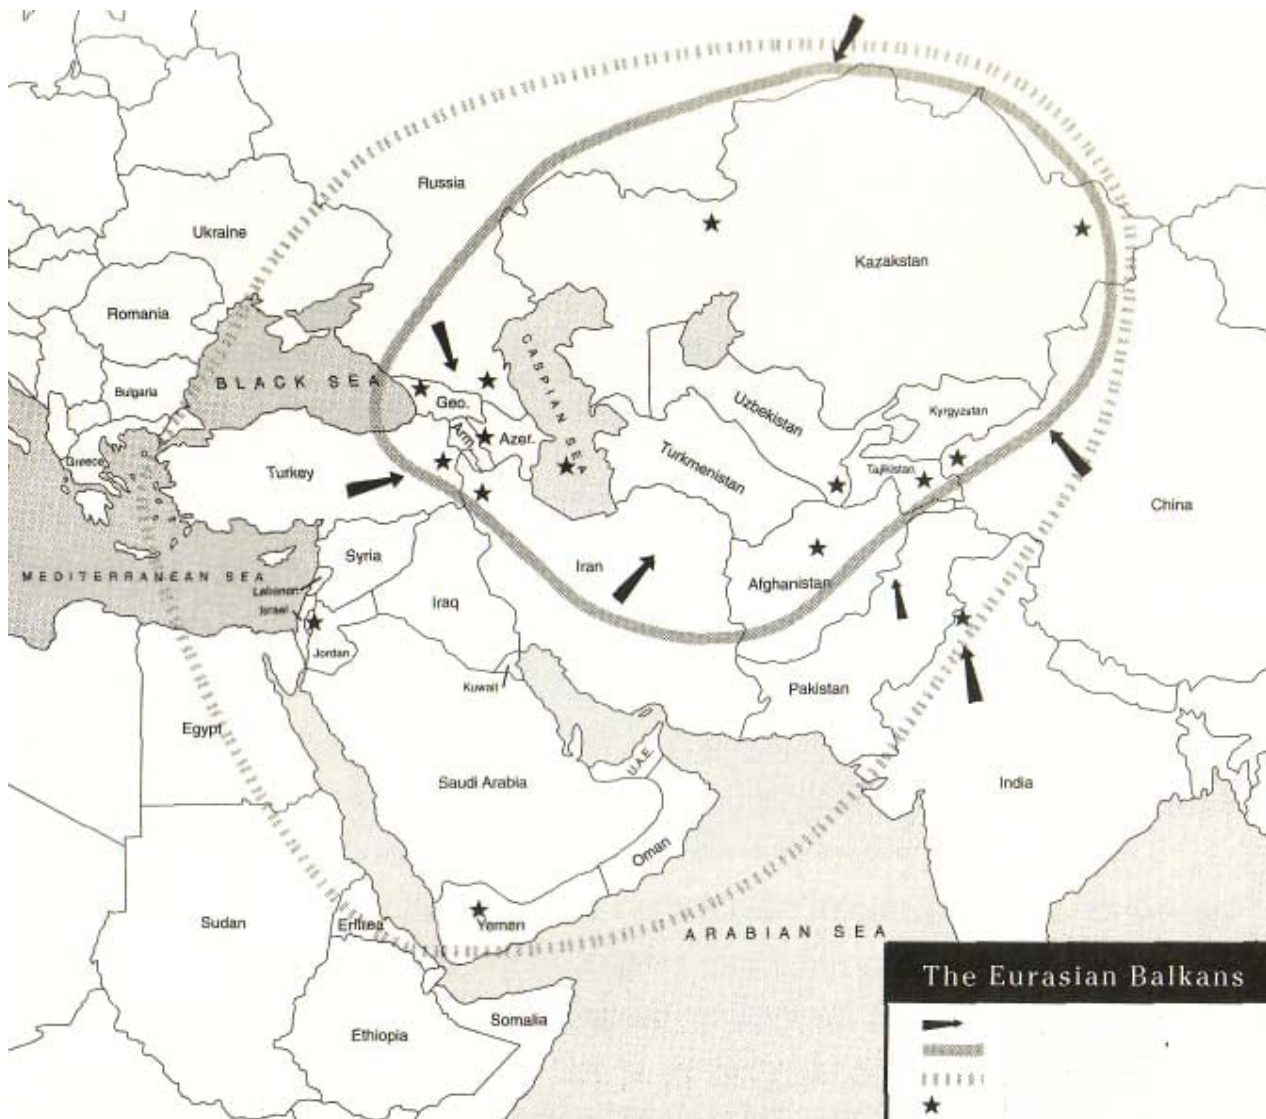 Russia
Ukraine
Kazakstan
Romania
CASPIAN SEA
BLACK SEA
Bulgaria
Geo.
Uzbekistan
Kyrgyzstan
Arm.
Azer.
Greece
Turkey
Turkmenistan
Tajikistan
China
Syria
Iran
MEDITERRANEAN SEA
Lebanon
Afghanistan
Israel
Iraq
Jordan
Kuwait
Pakistan
Egypt
U.A.E.
Saudi Arabia
India
Oman
Sudan
Eritrea
Yemen
ARABIAN SEA
The Eurasian Balkans
Somalia
Ethiopia